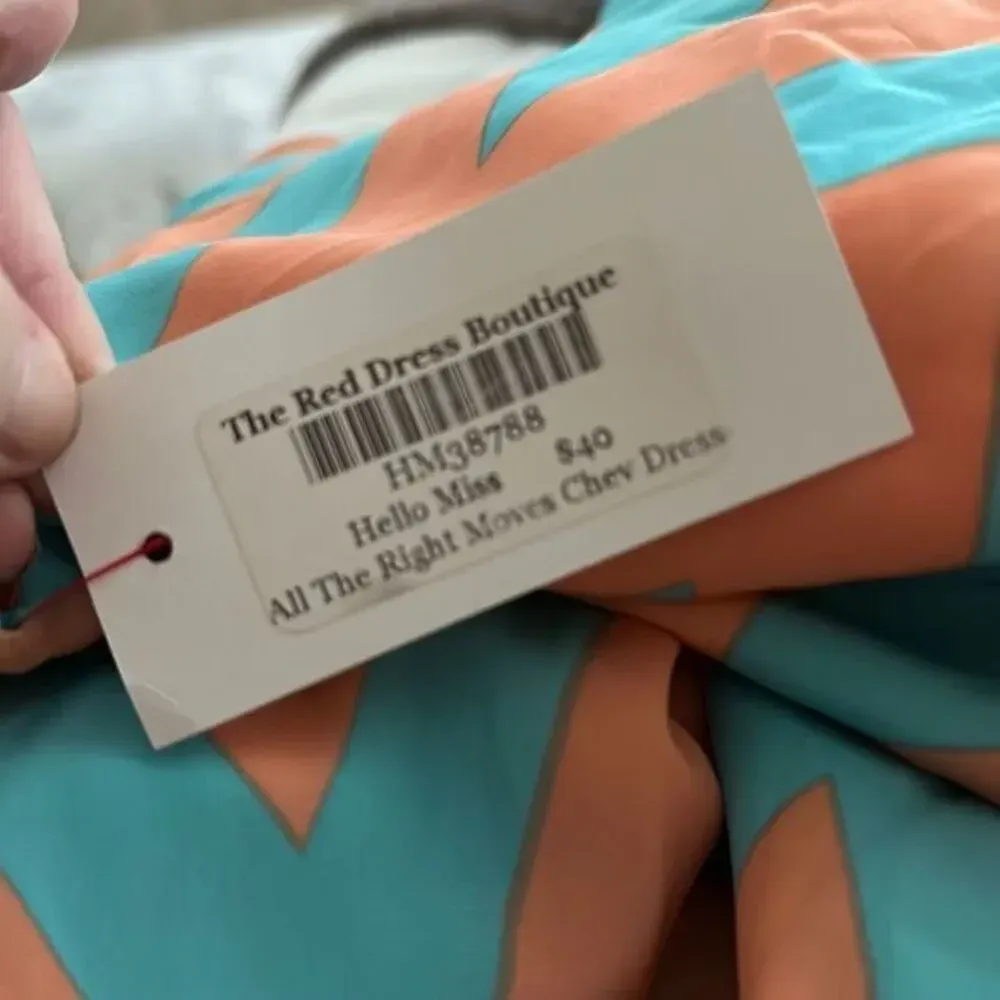 The Red Dress Boutique
HM38788
Hello Miss $40
All The Right Moves Chev Dress